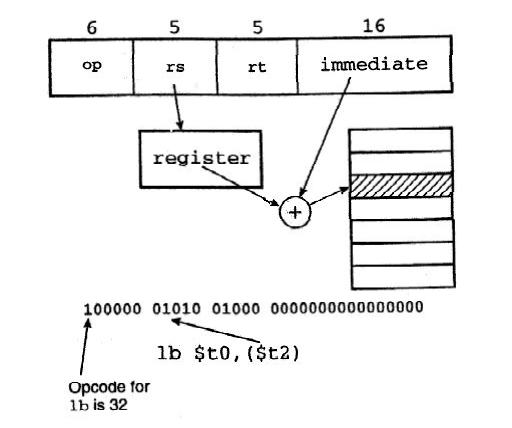 6 5 5 16
op rs rt immediate
register
+
100000 01010 01000 0000000000000000
lb $t0,($t2)
Opcode for
lb is 32